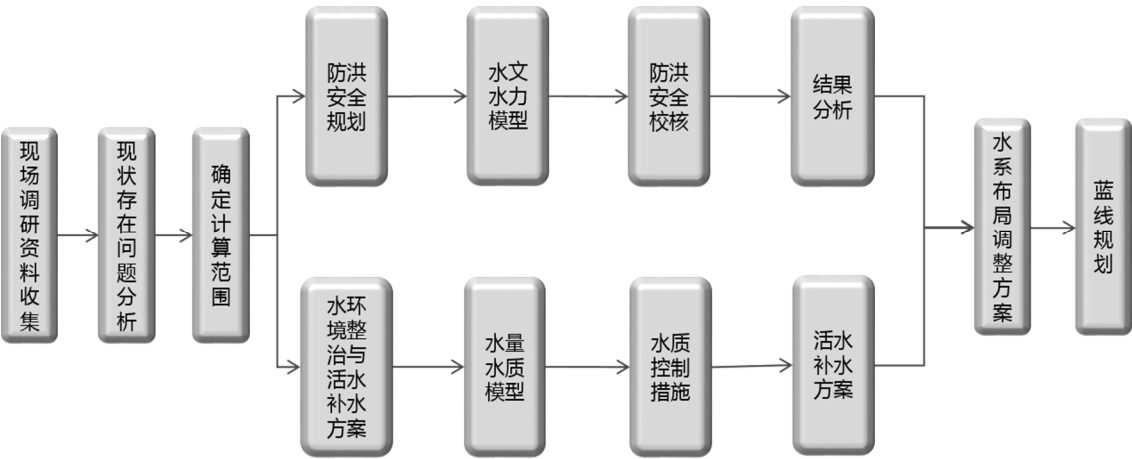 现场调研资料收集
现状存在问题分析
确定计算范围
防洪
安全
规划
水文
水力
模型
防洪
安全
校核
结果
分析
水环
境整
治与
活水
补水
方案
水量
水质
模型
水质
控制
措施
活水
补水
方案
水系布局调整方案
蓝线规划